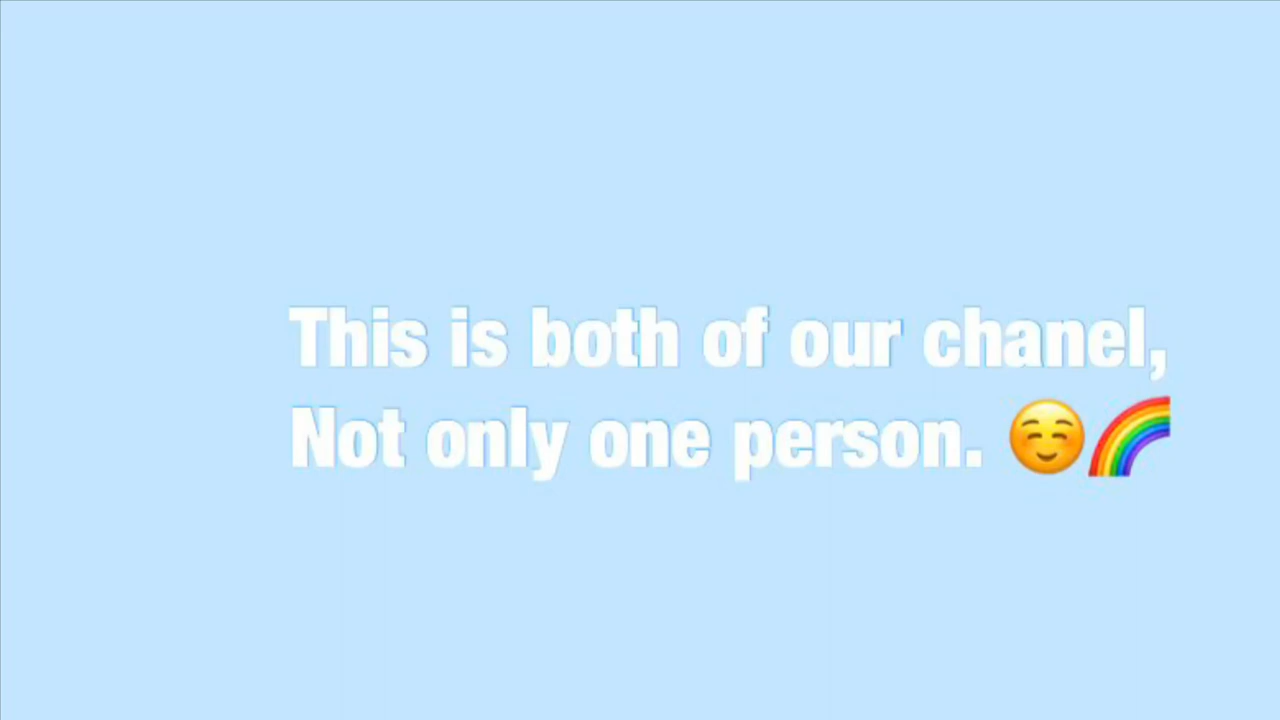 This is both of our chanel,
Not only one person. ☺️🌈